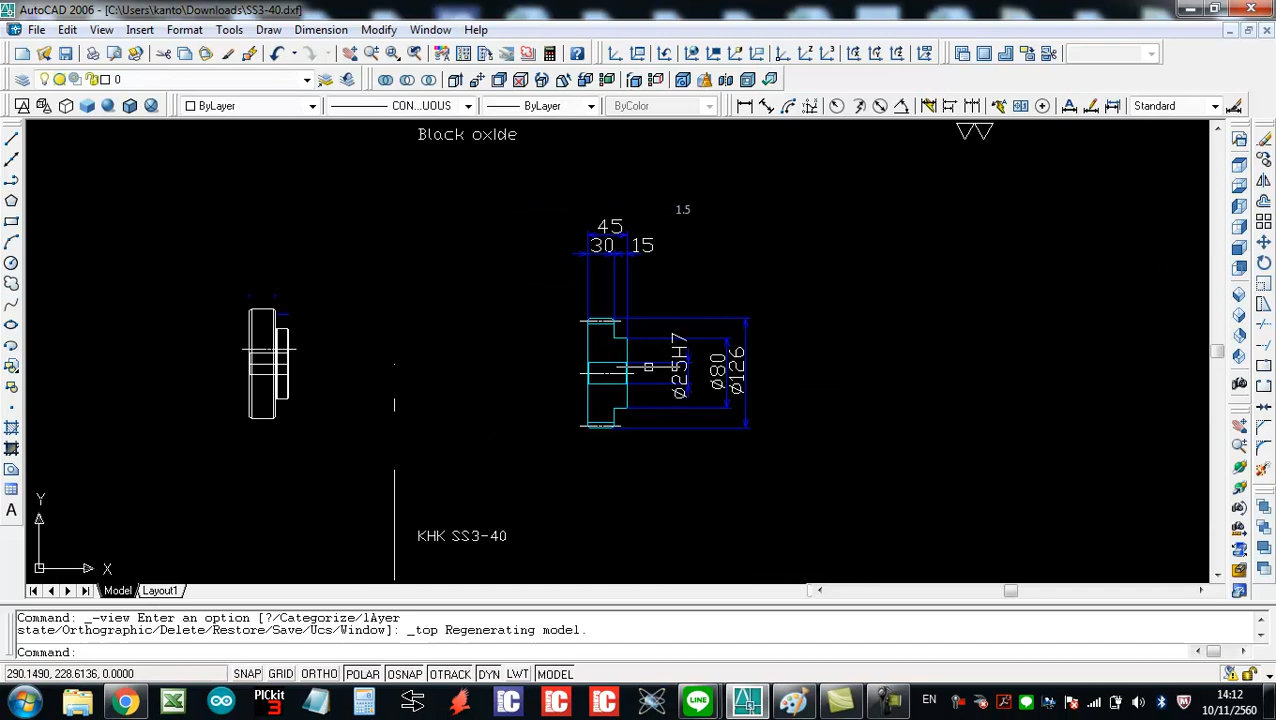 AutoCAD 2006 - [C:\Users\kanto\Downloads\SS3-40.dxf]
File Edit View Insert Format Tools Draw Dimension Modify Window Help
0
ByLayer CON...UOUS ByLayer ByColor Standard
Black oxide
1.5
45
30 15
ø25H7
ø80
ø126
KHK SS3-40
Y
X
Model Layout1
Command: _-view Enter an option [?/Categorize/lAyer
state/Orthographic/Delete/Restore/Save/Ucs/Window]: _top Regenerating model.
Command:
290.1490, 228.6136, 0.0000 SNAP GRID ORTHO POLAR OSNAP OTRACK DYN LWT MODEL
PICkit 3 LINE EN 14:12
10/11/2560